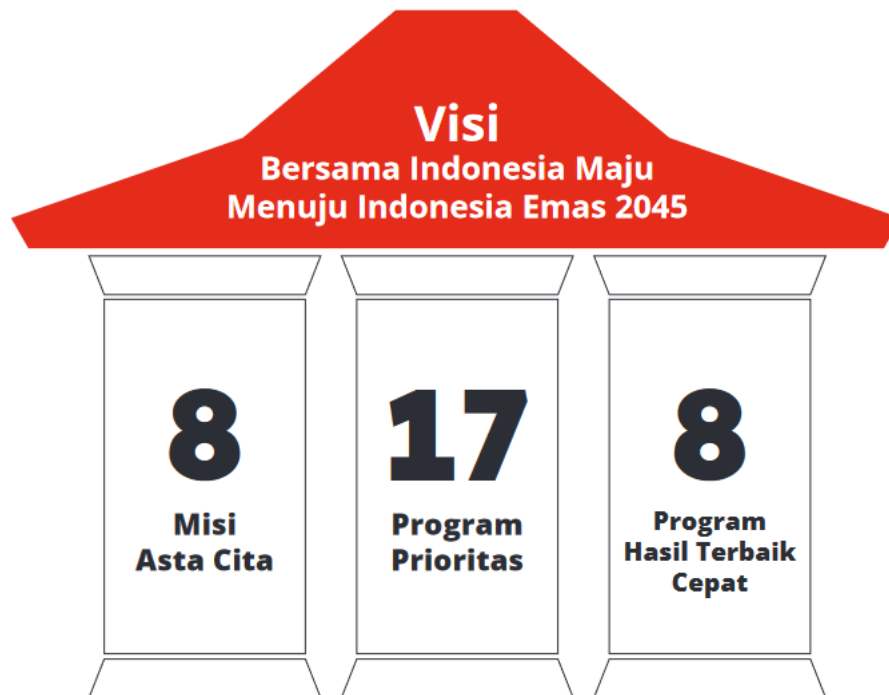 Visi
Bersama Indonesia Maju
Menuju Indonesia Emas 2045
8
Misi
Asta Cita
17
Program
Prioritas
8
Program
Hasil Terbaik
Cepat